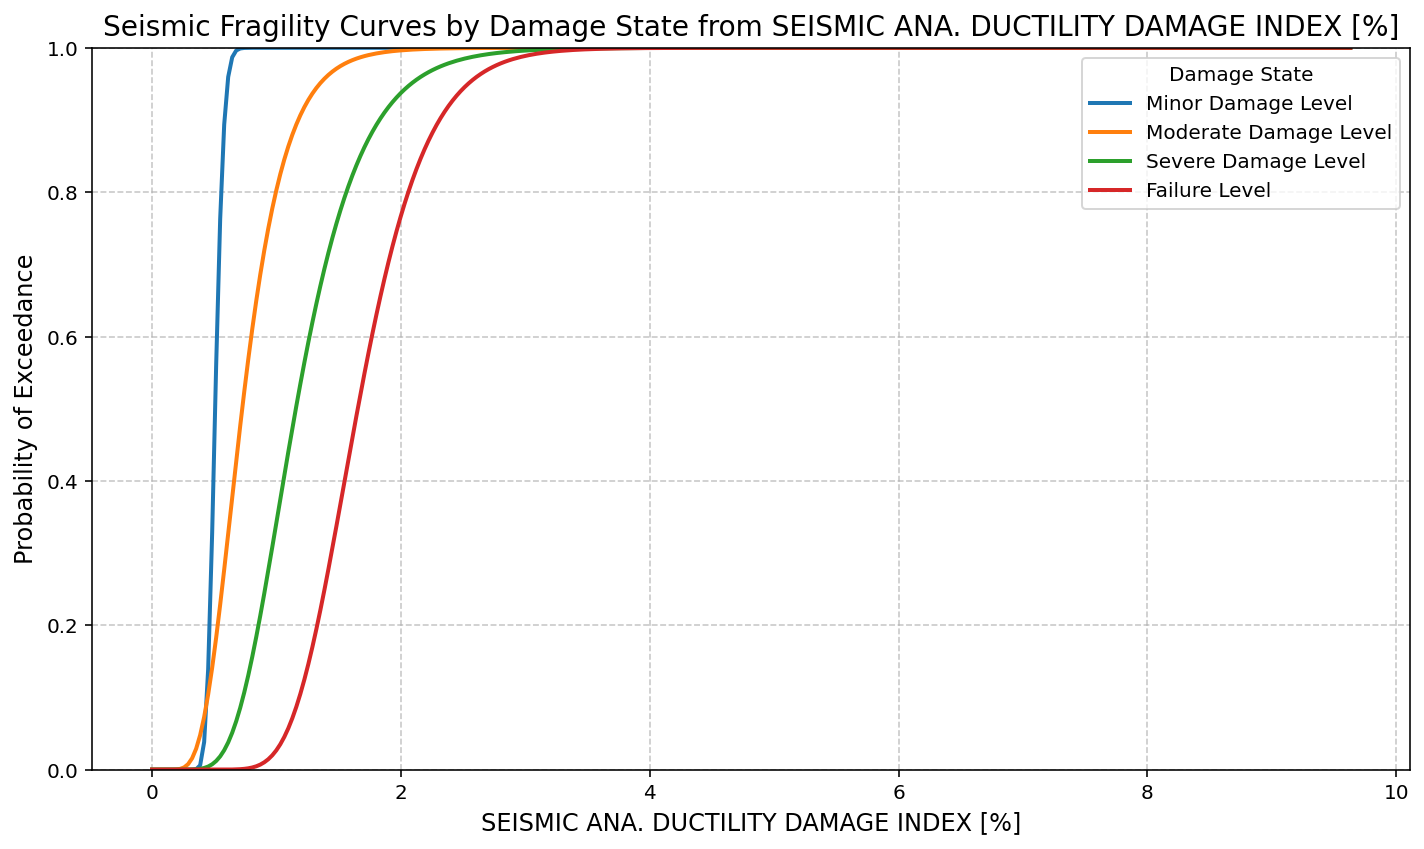 Seismic Fragility Curves by Damage State from SEISMIC ANA. DUCTILITY DAMAGE INDEX [%]
1.0
0.8
0.6
0.4
0.2
0.0
Probability of Exceedance
Damage State
Minor Damage Level
Moderate Damage Level
Severe Damage Level
Failure Level
0 2 4 6 8 10
SEISMIC ANA. DUCTILITY DAMAGE INDEX [%]